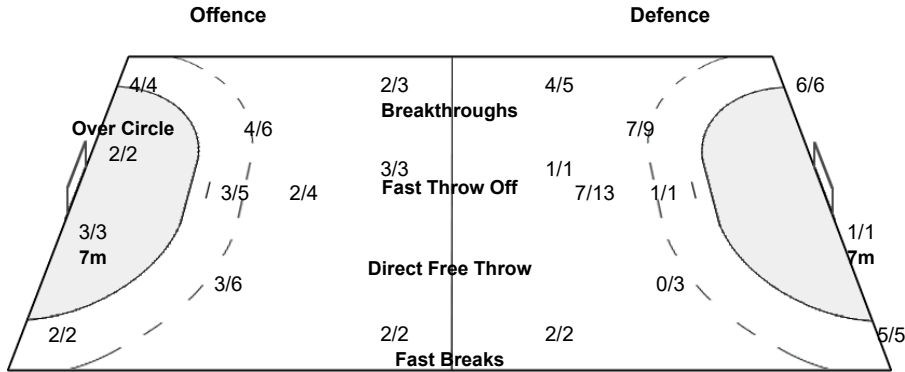 Offence Defence
4/4 2/3 4/5 6/6
Breakthroughs
Over Circle 4/6 7/9
2/2
3/3 1/1
Fast Throw Off
3/5 2/4 7/13 1/1
3/3 1/1
7m 7m
Direct Free Throw
3/6 0/3
2/2 2/2 2/2 5/5
Fast Breaks